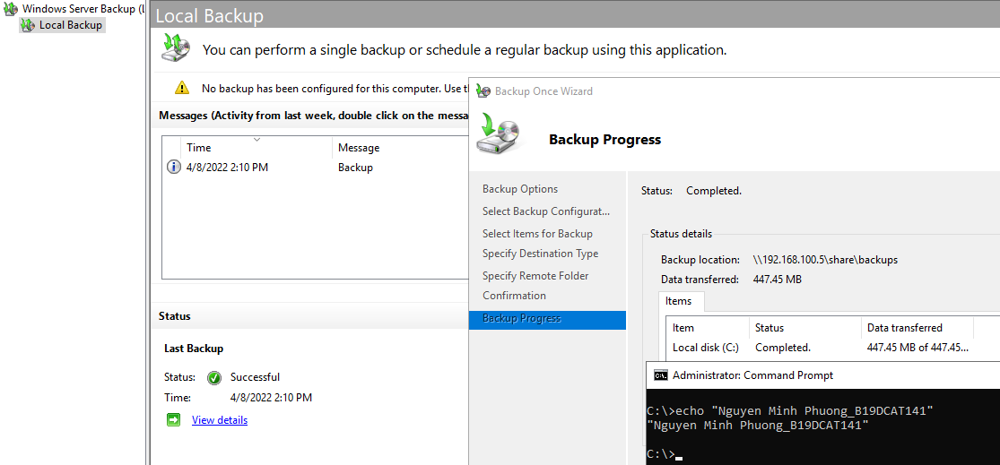 Windows Server Backup (L
Local Backup
Local Backup
You can perform a single backup or schedule a regular backup using this application.
No backup has been configured for this computer. Use th
Messages (Activity from last week, double click on the messa
Time Message
4/8/2022 2:10 PM Backup
Status
Last Backup
Status: Successful
Time: 4/8/2022 2:10 PM
View details
Backup Once Wizard
Backup Progress
Backup Options
Select Backup Configurat...
Select Items for Backup
Specify Destination Type
Specify Remote Folder
Confirmation
Backup Progress
Status: Completed.
Status details
Backup location: \\192.168.100.5\share\backups
Data transferred: 447.45 MB
Items
Item Status Data transferred
Local disk (C:) Completed. 447.45 MB of 447.45...
Administrator: Command Prompt
C:\>echo "Nguyen Minh Phuong_B19DCAT141"
"Nguyen Minh Phuong_B19DCAT141"
C:\>